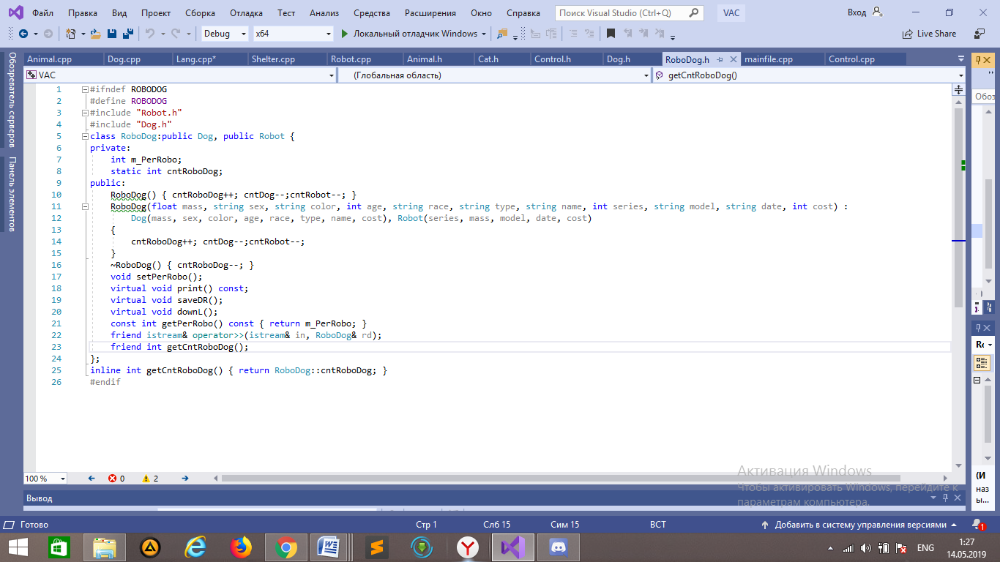 Файл Правка Вид Проект Сборка Отладка Тест Анализ Средства Расширения Окно Справка Поиск Visual Studio (Ctrl+Q) VAC Вход
Debug x64 Локальный отладчик Windows Live Share
Animal.cpp Dog.cpp Lang.cpp* Shelter.cpp Robot.cpp Animal.h Cat.h Control.h Dog.h RoboDog.h mainfile.cpp Control.cpp
VAC (Глобальная область) getCntRoboDog()
Обозреватель серверов
Панель элементов
1 #ifndef ROBODOG
2 #define ROBODOG
3 #include "Robot.h"
4 #include "Dog.h"
5 class RoboDog:public Dog, public Robot {
6 private:
7 int m_PerRobo;
8 static int cntRoboDog;
9 public:
10 RoboDog() { cntRoboDog++; cntDog--;cntRobot--; }
11 RoboDog(float mass, string sex, string color, int age, string race, string type, string name, int series, string model, string date, int cost) :
12 Dog(mass, sex, color, age, race, type, name, cost), Robot(series, mass, model, date, cost)
13 {
14 cntRoboDog++; cntDog--;cntRobot--;
15 }
16 ~RoboDog() { cntRoboDog--; }
17 void setPerRobo();
18 virtual void print() const;
19 virtual void saveDR();
20 virtual void downL();
21 const int getPerRobo() const { return m_PerRobo; }
22 friend istream& operator>>(istream& in, RoboDog& rd);
23 friend int getCntRoboDog();
24 };
25 inline int getCntRoboDog() { return RoboDog::cntRoboDog; }
26 #endif
Обоз
(И
наз
ы...
Активация Windows
Чтобы активировать Windows, перейдите к
параметрам компьютера.
100 % 0 2
Вывод
Готово Стр 1 Слб 15 Сим 15 ВСТ Добавить в систему управления версиями 1
ENG 1:27
14.05.2019